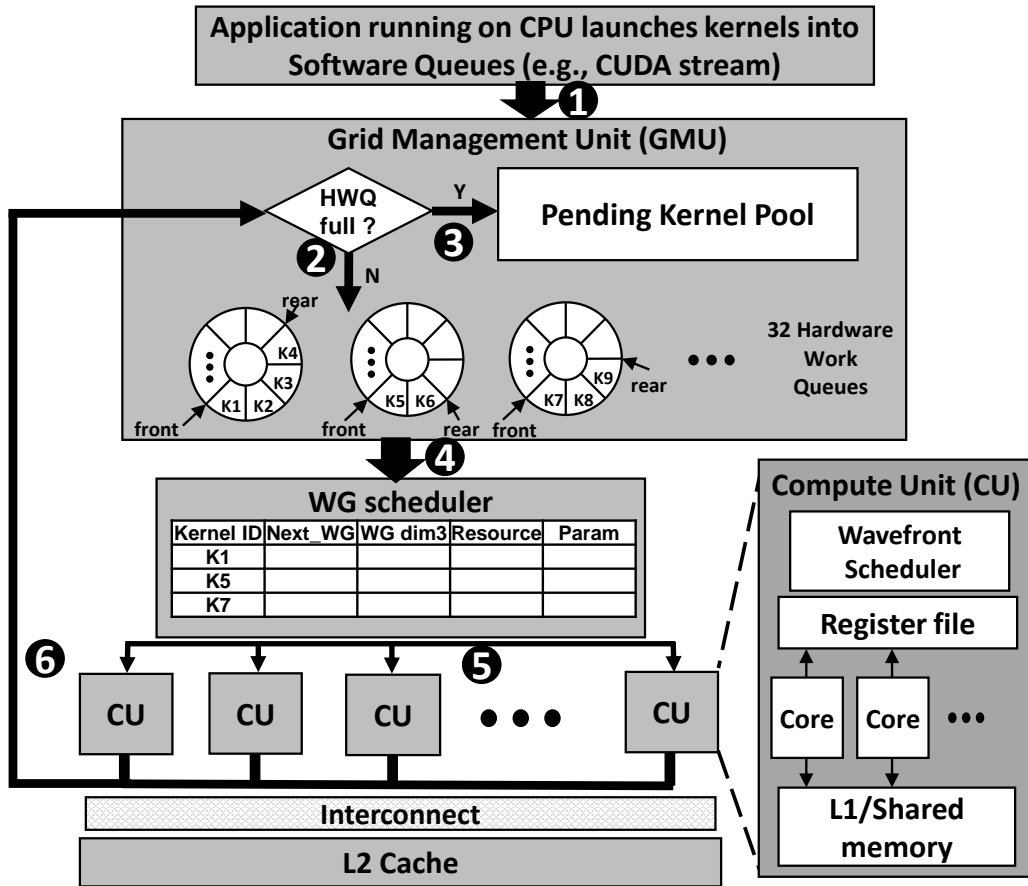 Application running on CPU launches kernels into
Software Queues (e.g., CUDA stream)
1
Grid Management Unit (GMU)
HWQ
full ?
Y
Pending Kernel Pool
2
3
N
rear
K4
K3
K1 K2
front
K5 K6
front
rear
K9
K7 K8
rear
front
32 Hardware
Work
Queues
4
WG scheduler
Kernel ID Next_WG WG dim3 Resource Param
K1
K5
K7
6
5
CU CU CU CU
Interconnect
L2 Cache
Compute Unit (CU)
Wavefront
Scheduler
Register file
Core Core
L1/Shared
memory